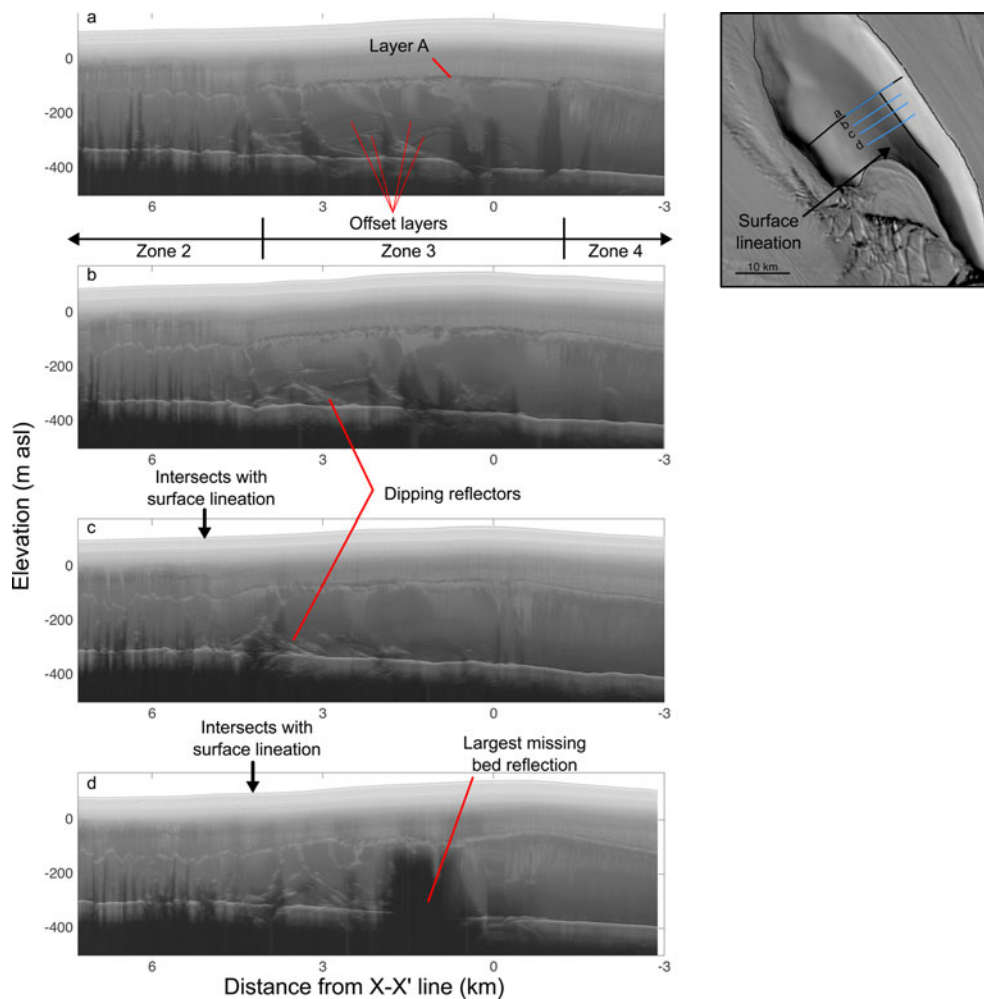 a
Layer A
0
-200
-400
6
3
0
-3
Offset layers
Zone 2
Zone 3
Zone 4
b
0
-200
-400
6
3
0
-3
Intersects with
surface lineation
Dipping reflectors
c
0
-200
-400
6
3
0
-3
Intersects with
surface lineation
Largest missing
bed reflection
d
0
-200
-400
6
3
0
-3
Elevation (m asl)
Distance from X-X' line (km)
a
b
c
d
Surface
lineation
10 km